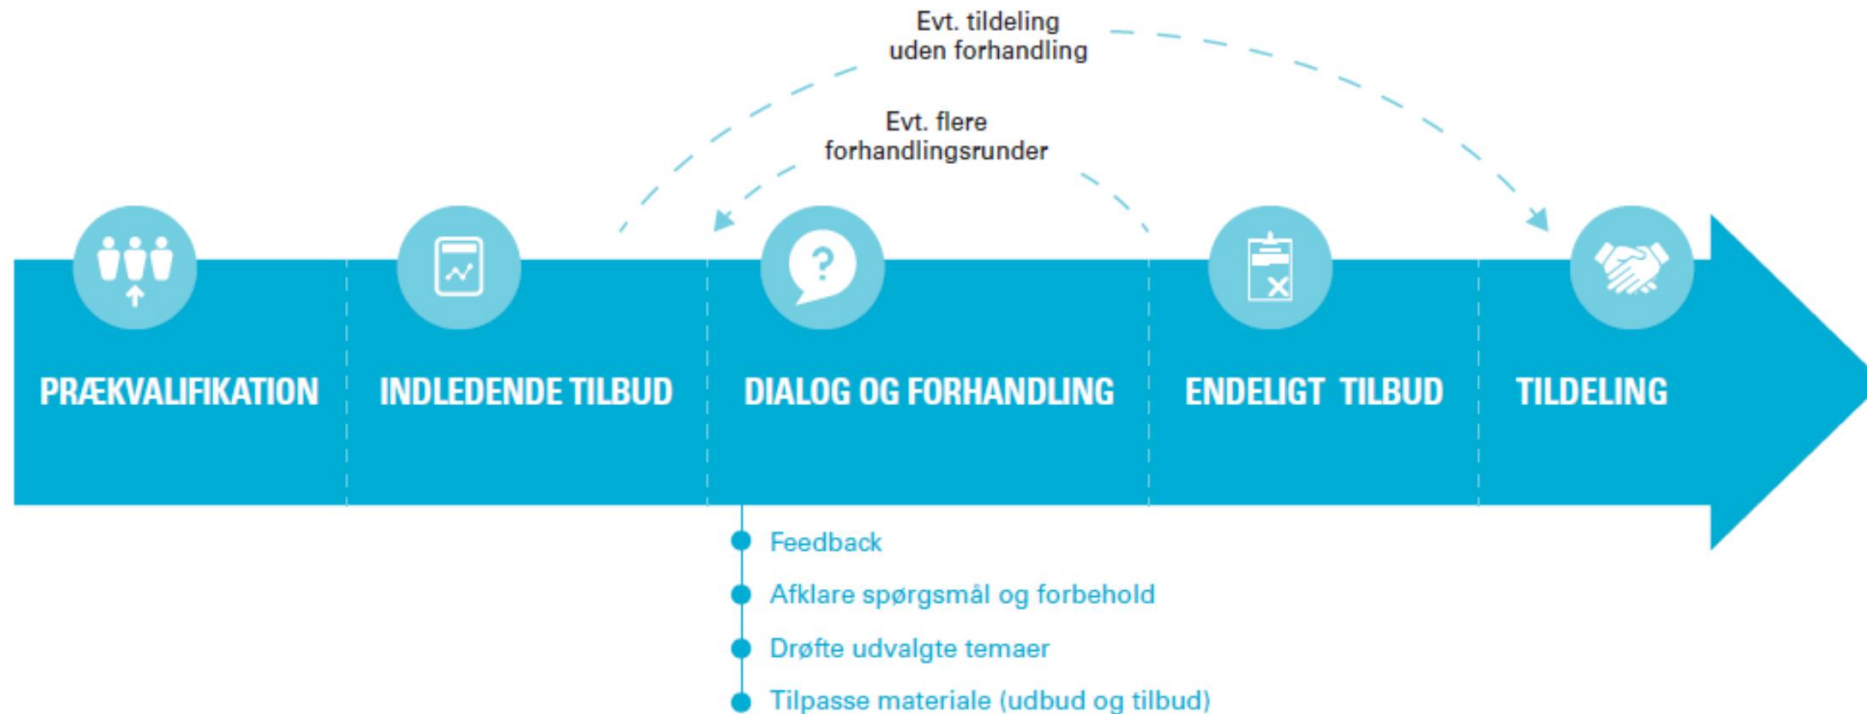 Evt. tildeling
uden forhandling
Evt. flere
forhandlingsrunder
PRÆKVALIFIKATION
INDLEDENDE TILBUD
DIALOG OG FORHANDLING
ENDELIGT TILBUD
TILDELING
Feedback
Afklare spørgsmål og forbehold
Drøfte udvalgte temaer
Tilpasse materiale (udbud og tilbud)